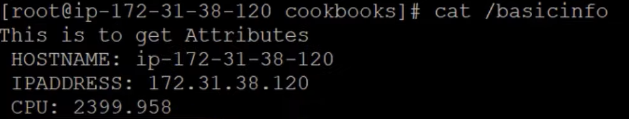 [root@ip-172-31-38-120 cookbooks]# cat /basicinfo
This is to get Attributes
HOSTNAME: ip-172-31-38-120
IPADDRESS: 172.31.38.120
CPU: 2399.958